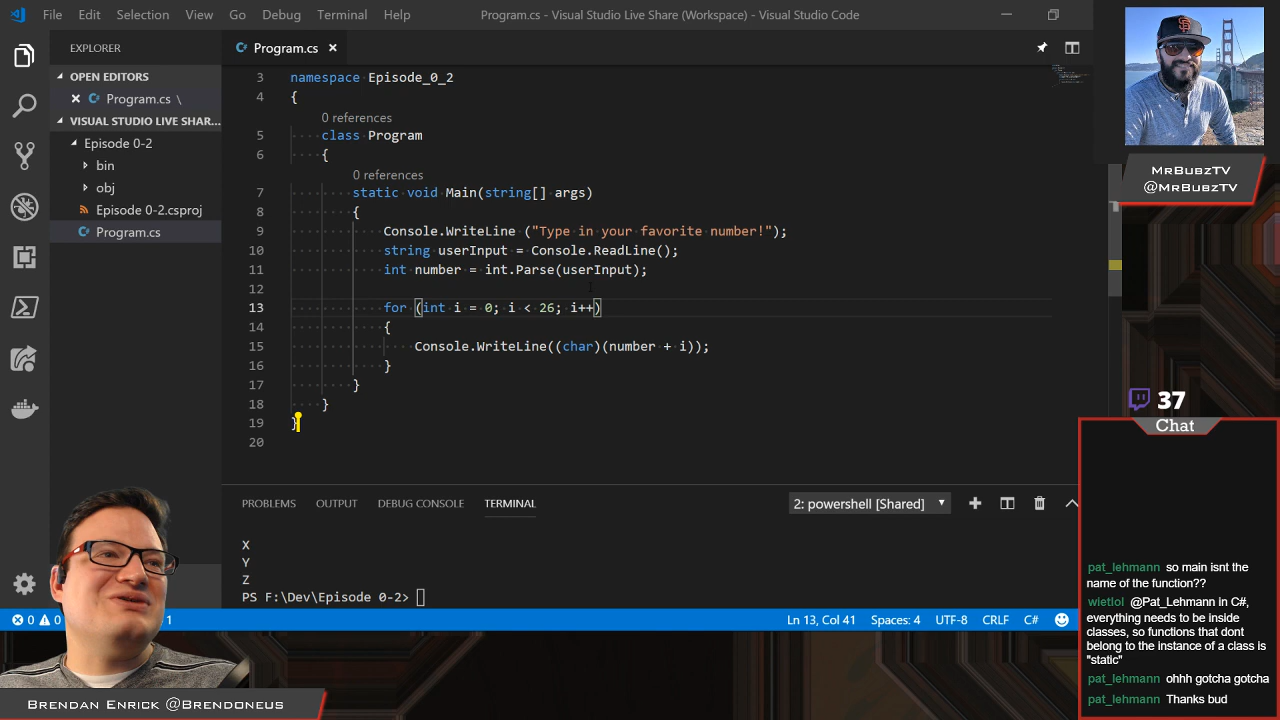 File Edit Selection View Go Debug Terminal Help
Program.cs - Visual Studio Live Share (Workspace) - Visual Studio Code
EXPLORER
OPEN EDITORS
Program.cs \
VISUAL STUDIO LIVE SHAR...
Episode 0-2
bin
obj
Episode 0-2.csproj
Program.cs
Program.cs
3 namespace Episode_0_2
4 {
0 references
5 class Program
6 {
0 references
7 static void Main(string[] args)
8 {
9 Console.WriteLine ("Type in your favorite number!");
10 string userInput = Console.ReadLine();
11 int number = int.Parse(userInput);
12
13 for (int i = 0; i < 26; i++)
14 {
15 Console.WriteLine((char)(number + i));
16 }
17 }
18 }
19 }
20
PROBLEMS OUTPUT DEBUG CONSOLE TERMINAL
2: powershell [Shared]
X
Y
Z
PS F:\Dev\Episode 0-2>
0 0 1 Ln 13, Col 41 Spaces: 4 UTF-8 CRLF C#
MrBubzTV
@MrBubzTV
37
Chat
pat_lehmann so main isnt the
name of the function??
wietlol @Pat_Lehmann in C#,
everything needs to be inside
classes, so functions that dont
belong to the instance of a class is
"static"
pat_lehmann ohhh gotcha gotcha
pat_lehmann Thanks bud
Brendan Enrick @Brendoneus